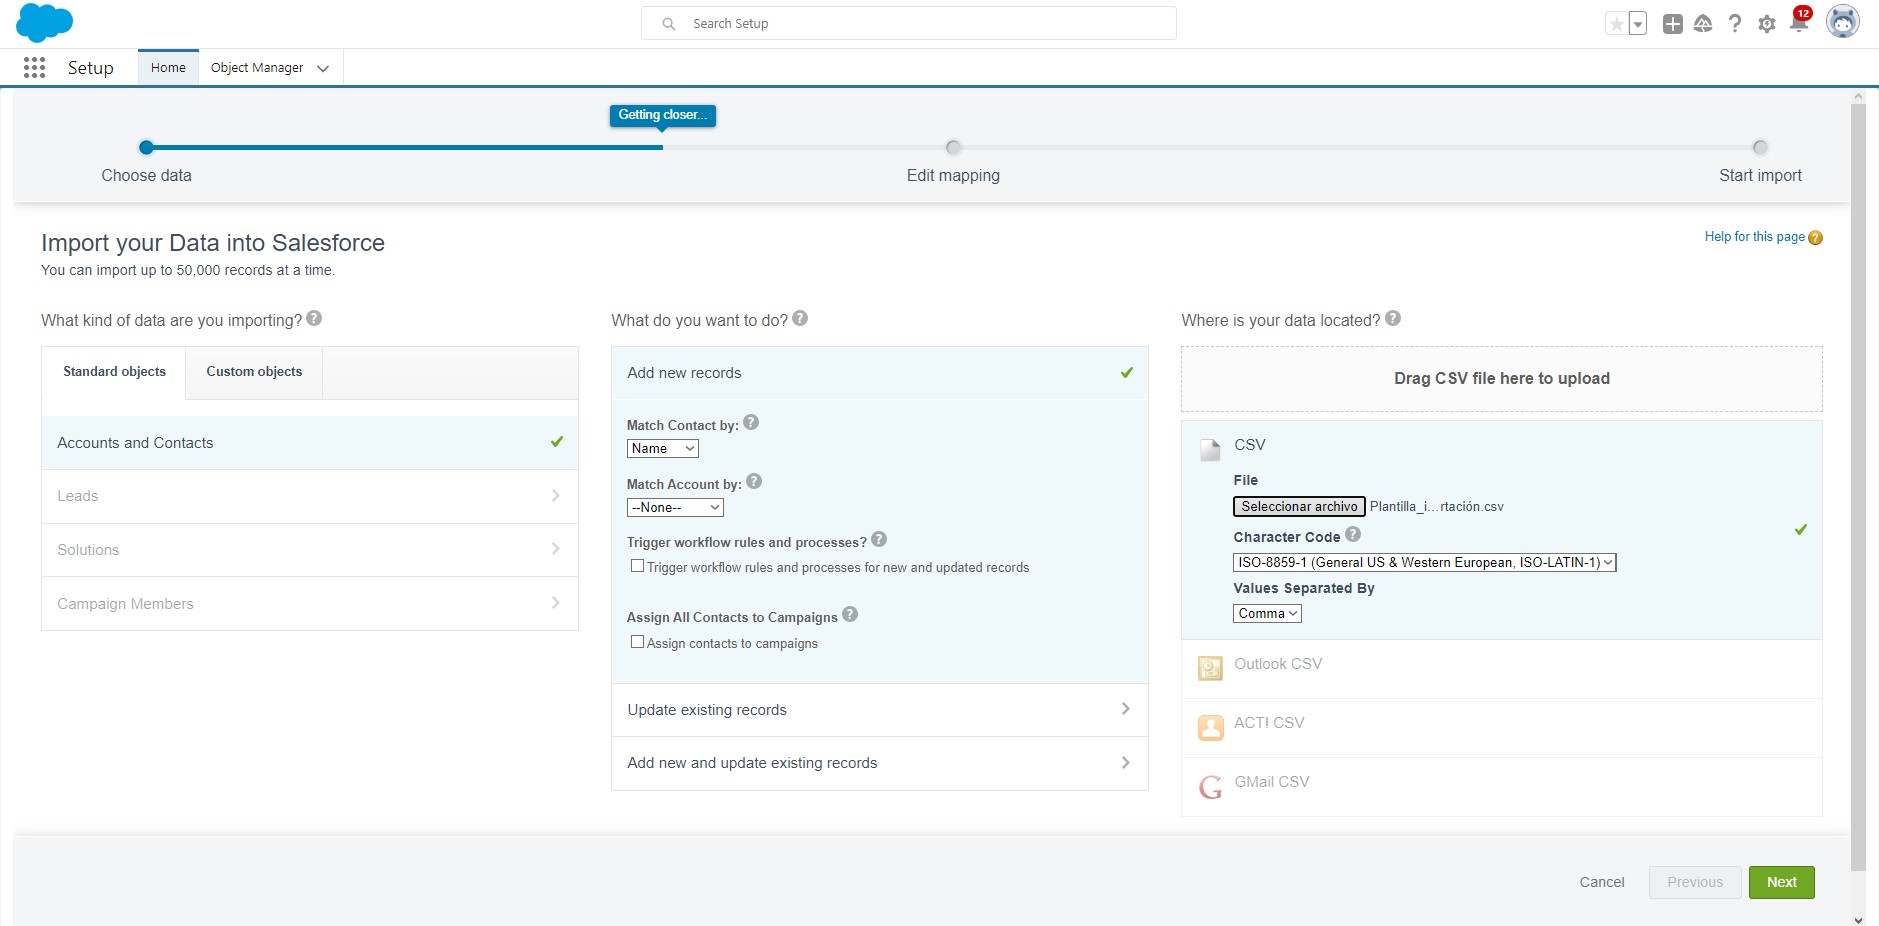 Search Setup
12
Setup
Home
Object Manager
Getting closer...
Choose data
Edit mapping
Start import
Import your Data into Salesforce
You can import up to 50,000 records at a time.
Help for this page
What kind of data are you importing?
Standard objects
Custom objects
Accounts and Contacts
Leads
Solutions
Campaign Members
What do you want to do?
Add new records
Match Contact by:
Name
Match Account by:
--None--
Trigger workflow rules and processes?
Trigger workflow rules and processes for new and updated records
Assign All Contacts to Campaigns
Assign contacts to campaigns
Update existing records
Add new and update existing records
Where is your data located?
Drag CSV file here to upload
CSV
File
Seleccionar archivo Plantilla_i...rtación.csv
Character Code
ISO-8859-1 (General US & Western European, ISO-LATIN-1)
Values Separated By
Comma
Outlook CSV
ACT! CSV
GMail CSV
Cancel
Previous
Next